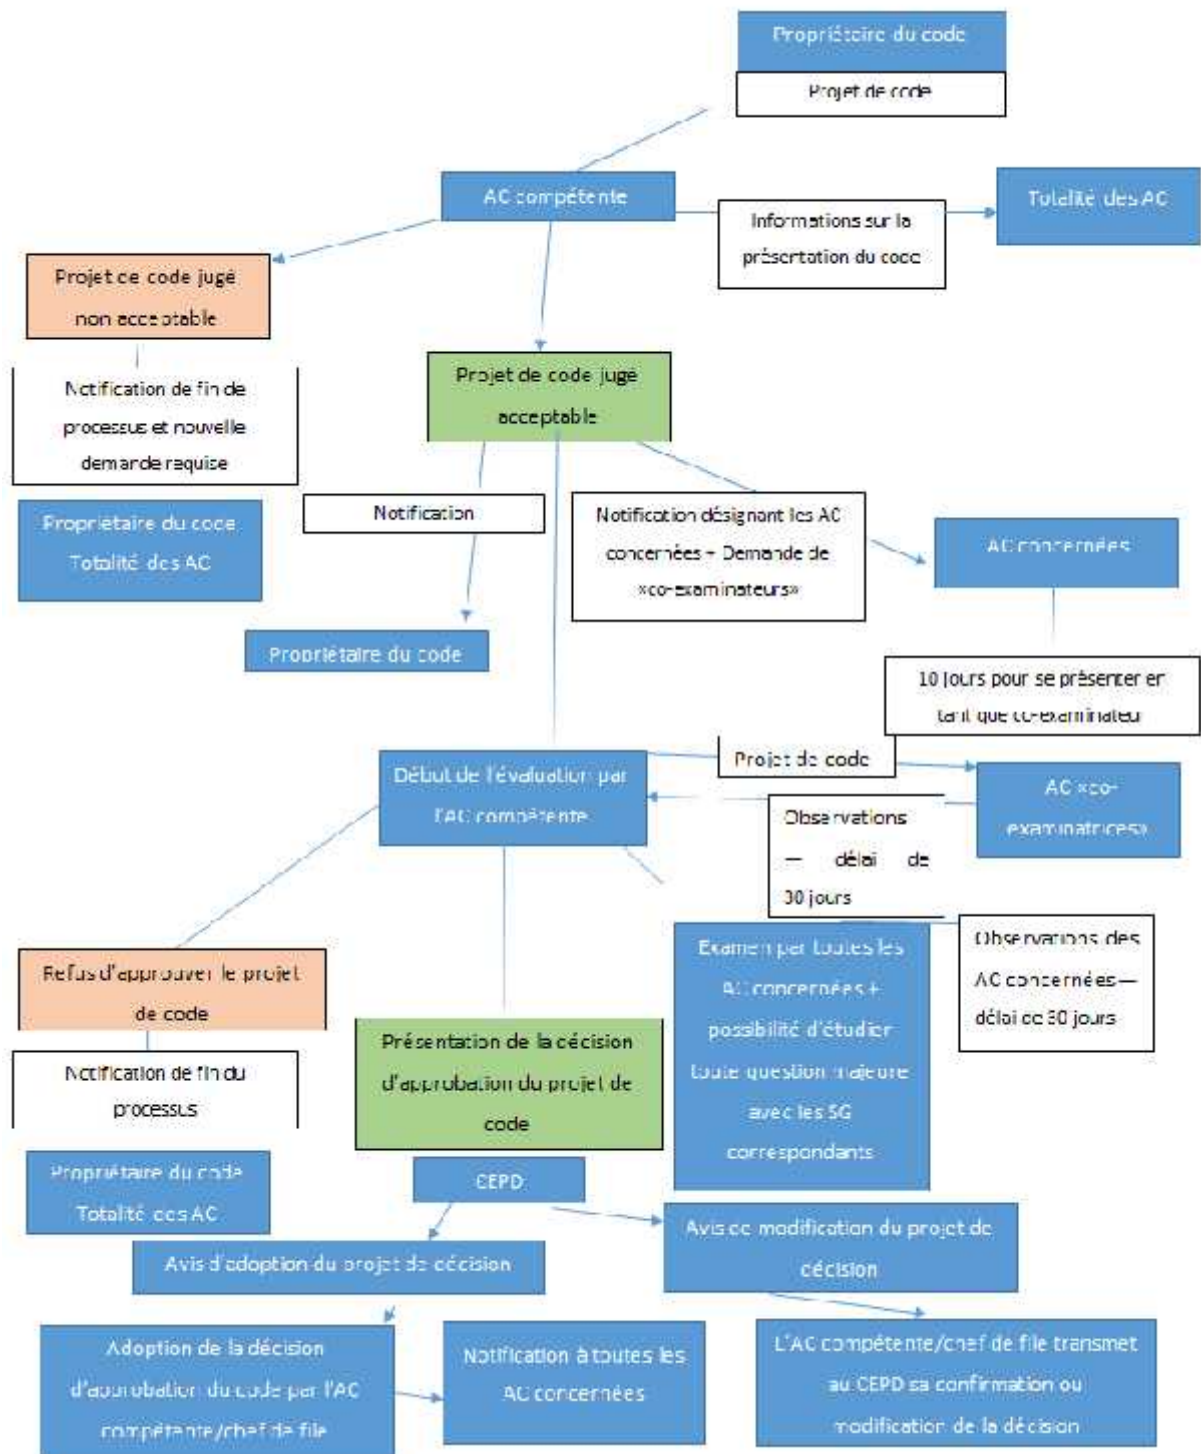 Propriétaire du code
Projet de code
AC compétente
Totalité des AC
Informations sur la
présentation du code
Projet de code jugé
non acceptable
Notification de fin de
processus et nouvelle
demande requise
Propriétaire du code
Totalité des AC
Projet de code jugé
acceptable
Notification
Notification désignant les AC
concernées + Demande de
«co-examinateurs»
AC concernées
Propriétaire du code
10 jours pour se présenter en
tant que co-examinateur
Début de l'évaluation par
l'AC compétente
Projet de code
AC «co-
examinatrices»
Observations
— délai de
30 jours
Observations des
AC concernées —
délai de 30 jours
Examen par toutes les
AC concernées +
possibilité d'étudier
toute question majeure
avec les SG
correspondants
Refus d'approuver le projet
de code
Notification de fin du
processus
Propriétaire du code
Totalité des AC
Présentation de la décision
d'approbation du projet de
code
CEPD
Avis d'adoption du projet de décision
Avis de modification du projet de
décision
Adoption de la décision
d'approbation du code par l'AC
compétente/chef de file
Notification à toutes les
AC concernées
L'AC compétente/chef de file transmet
au CEPD sa confirmation ou
modification de la décision